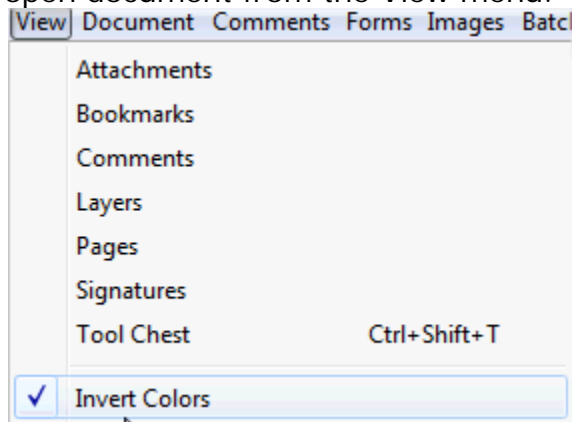 open document from the View menu.
View Document Comments Forms Images Batc
Attachments
Bookmarks
Comments
Layers
Pages
Signatures
Tool Chest Ctrl+Shift+T
Invert Colors